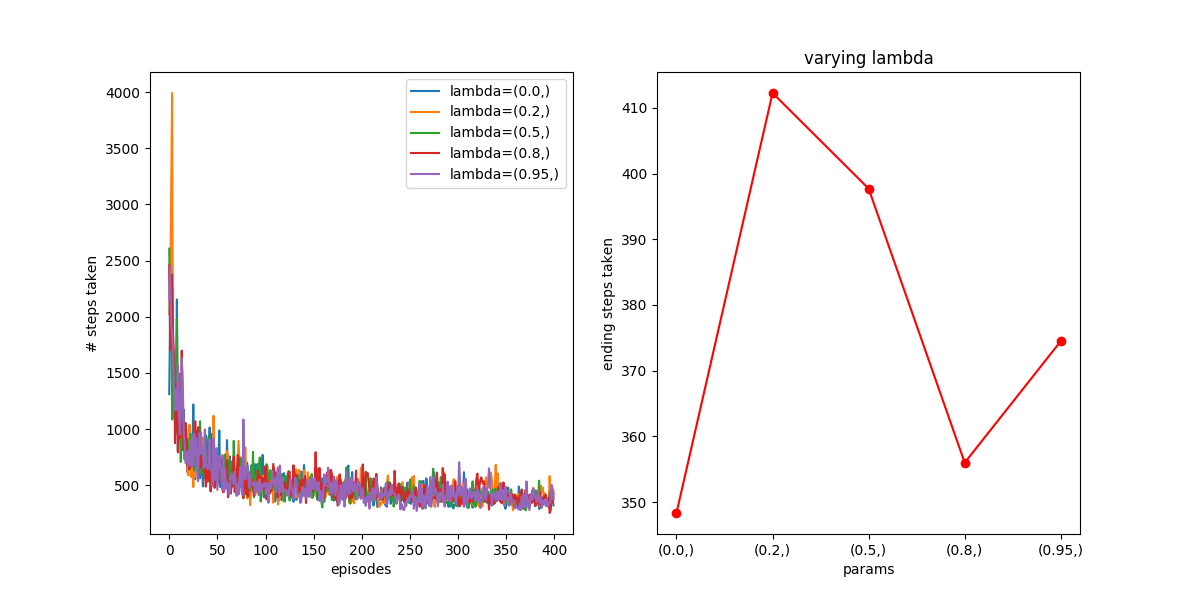 varying lambda
# steps taken
4000
3500
3000
2500
2000
1500
1000
500
lambda=(0.0,)
lambda=(0.2,)
lambda=(0.5,)
lambda=(0.8,)
lambda=(0.95,)
0 50 100 150 200 250 300 350 400
episodes
ending steps taken
410
400
390
380
370
360
350
(0.0,) (0.2,) (0.5,) (0.8,) (0.95,)
params